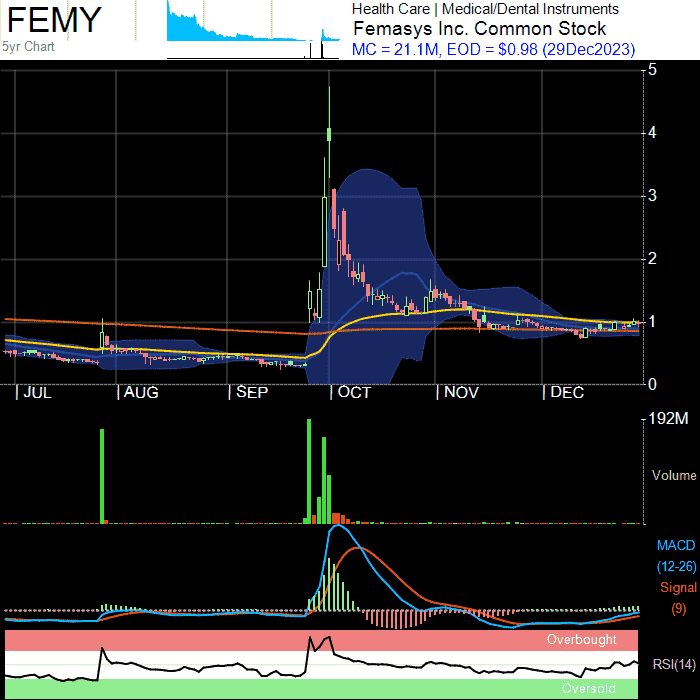 FEMY
5yr Chart
Health Care | Medical/Dental Instruments
Femasys Inc. Common Stock
MC = 21.1M, EOD = $0.98 (29Dec2023)
5
4
3
2
1
0
JUL AUG SEP OCT NOV DEC
192M
Volume
MACD
(12-26)
Signal
(9)
Overbought
RSI(14)
Oversold